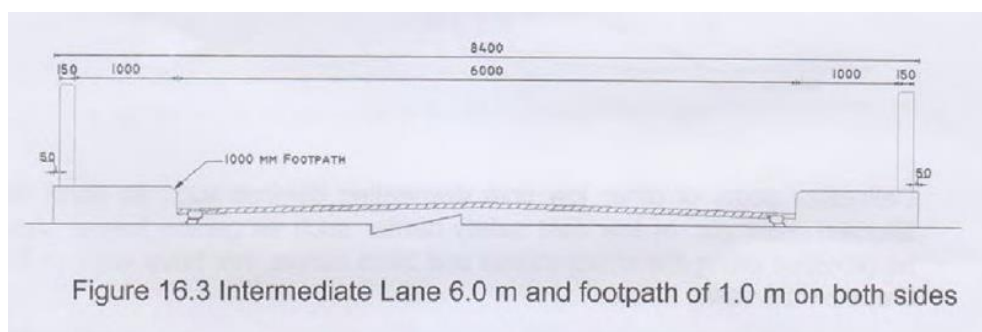 8400
150 1000 6000 1000 150
50 1000 MM FOOTPATH 50
Figure 16.3 Intermediate Lane 6.0 m and footpath of 1.0 m on both sides